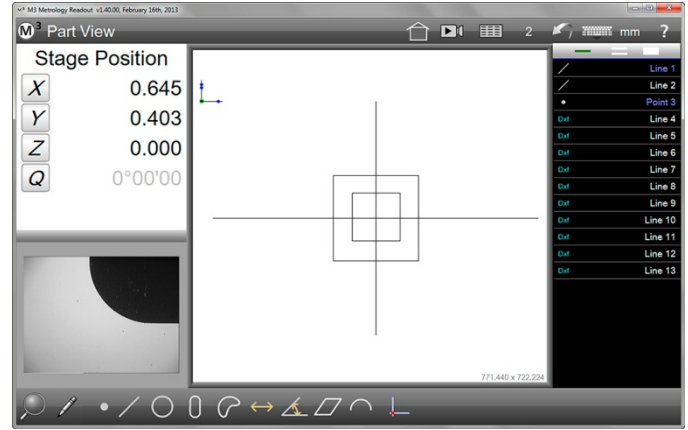 M³ M3 Metrology Readout v1.40.00, February 16th, 2013
M³ Part View
2
mm
?
Stage Position
X 0.645
Y 0.403
Z 0.000
Q 0°00'00
771.440 x 722.224
Line 1
Line 2
Point 3
Dxf Line 4
Dxf Line 5
Dxf Line 6
Dxf Line 7
Dxf Line 8
Dxf Line 9
Dxf Line 10
Dxf Line 11
Dxf Line 12
Dxf Line 13